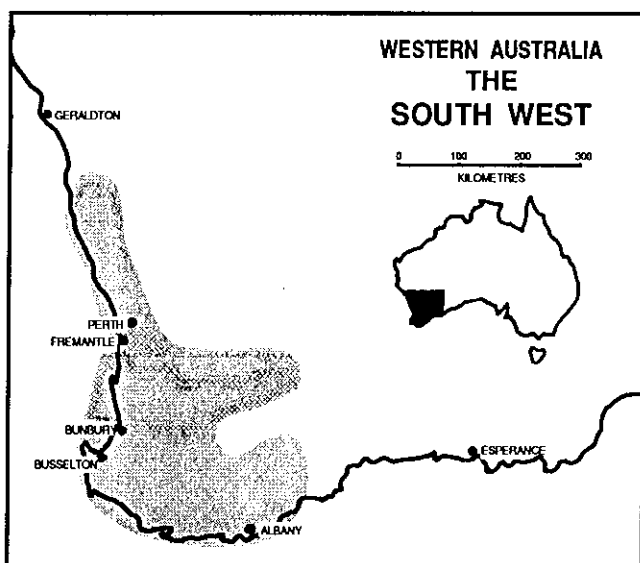 WESTERN AUSTRALIA
THE
SOUTH WEST
0 100 200 300
KILOMETRES
GERALDTON
PERTH
FREMANTLE
BUNBURY
BUSSELTON
ESPERANCE
ALBANY